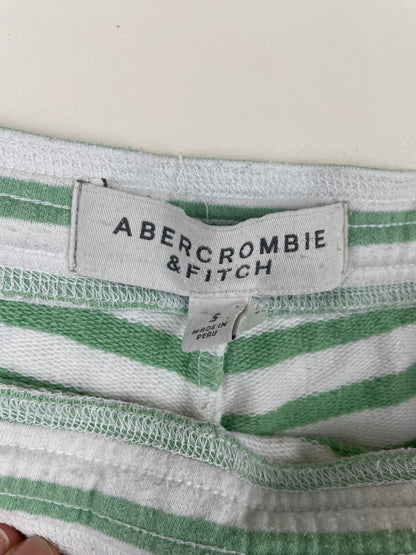 ABERCROMBIE
& FITCH
S
MADE IN
PERU